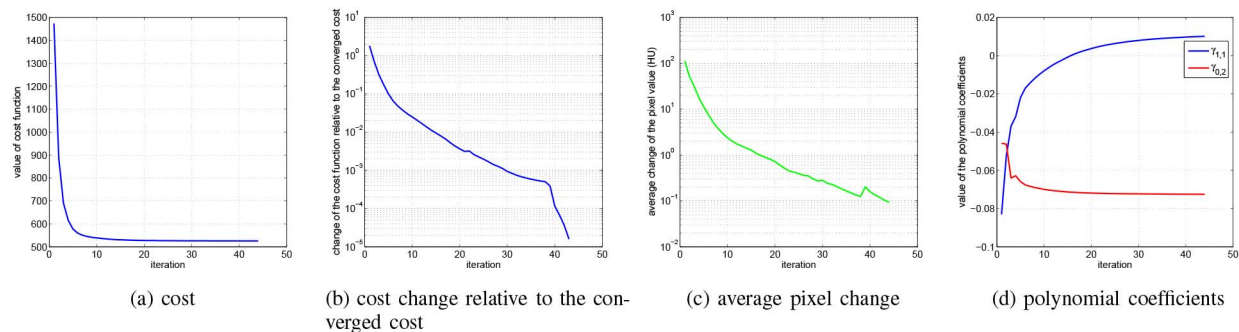 1500
1400
1300
1200
1100
1000
900
800
700
600
500
0 10 20 30 40 50
value of cost function
iteration
(a) cost
10^1
10^0
10^-1
10^-2
10^-3
10^-4
10^-5
0 10 20 30 40 50
change of the cost function relative to the converged cost
iteration
(b) cost change relative to the con-
verged cost
10^3
10^2
10^1
10^0
10^-1
10^-2
0 10 20 30 40 50
average change of the pixel value (HU)
iteration
(c) average pixel change
0.02
0
−0.02
−0.04
−0.06
−0.08
−0.1
0 10 20 30 40 50
value of the polynomial coefficients
iteration
γ1,1
γ0,2
(d) polynomial coefficients